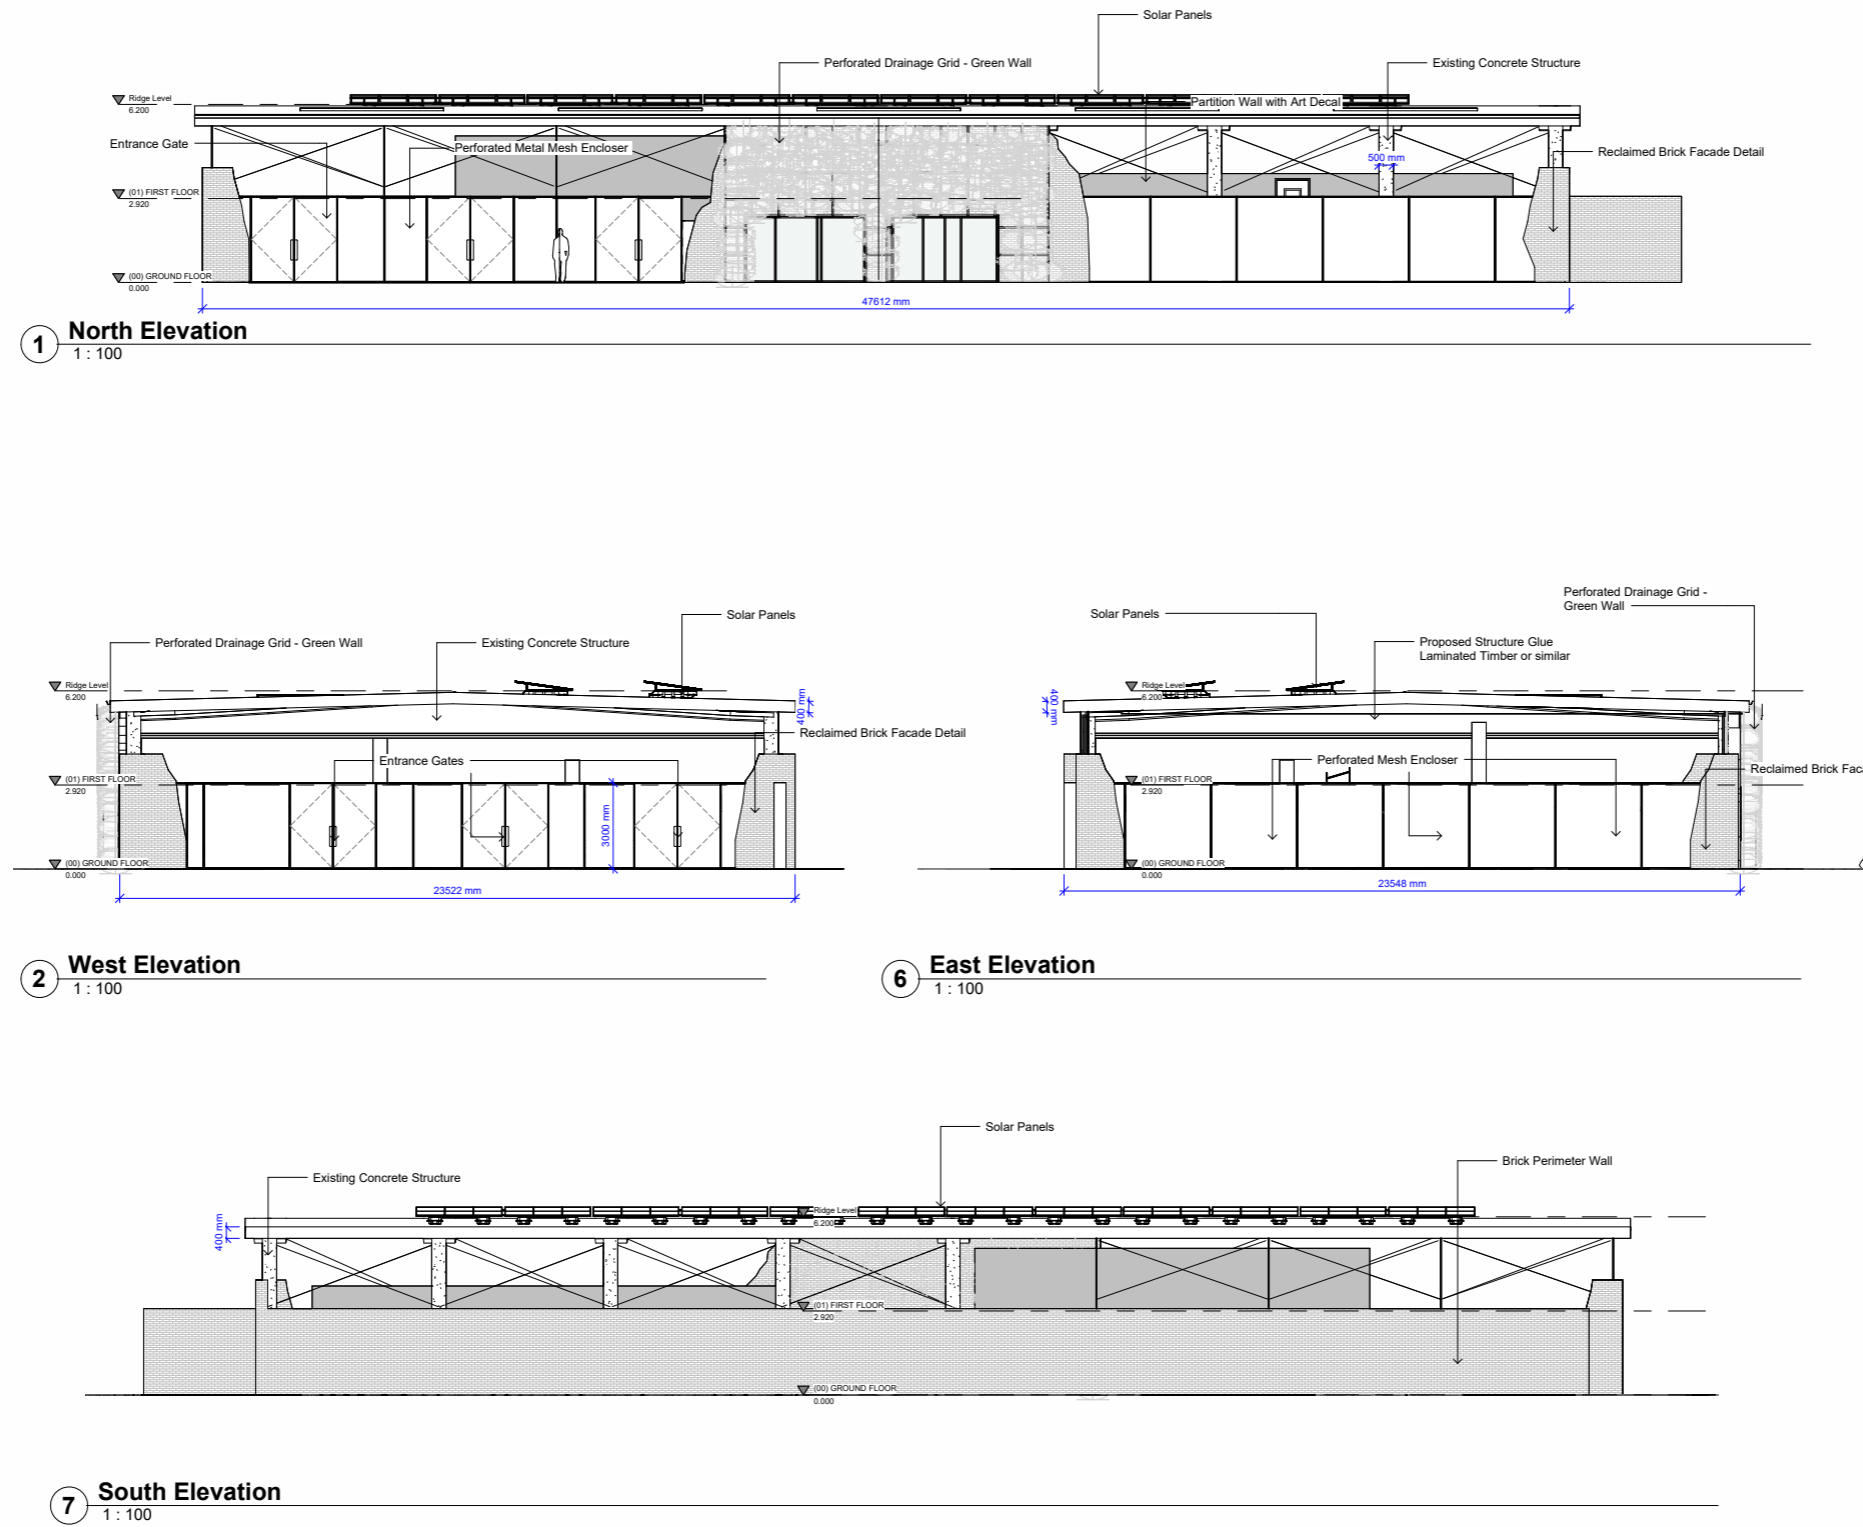 Solar Panels
Perforated Drainage Grid - Green Wall
Existing Concrete Structure
Ridge Level
6.200
Partition Wall with Art Decal
Entrance Gate
Perforated Metal Mesh Encloser
500 mm
Reclaimed Brick Facade Detail
(01) FIRST FLOOR
2.920
(00) GROUND FLOOR
0.000
47612 mm
1 North Elevation
1 : 100
Solar Panels
Perforated Drainage Grid - Green Wall
Existing Concrete Structure
Ridge Level
6.200
400 mm
Reclaimed Brick Facade Detail
Entrance Gates
(01) FIRST FLOOR
2.920
3000 mm
(00) GROUND FLOOR
0.000
23522 mm
2 West Elevation
1 : 100
Perforated Drainage Grid -
Green Wall
Solar Panels
Proposed Structure Glue
Laminated Timber or similar
Ridge Level
6.200
400 mm
Perforated Mesh Encloser
Reclaimed Brick Fac
(01) FIRST FLOOR
2.920
(00) GROUND FLOOR
0.000
23548 mm
6 East Elevation
1 : 100
Solar Panels
Brick Perimeter Wall
Existing Concrete Structure
Ridge Level
6.200
400 mm
(01) FIRST FLOOR
2.920
(00) GROUND FLOOR
0.000
7 South Elevation
1 : 100